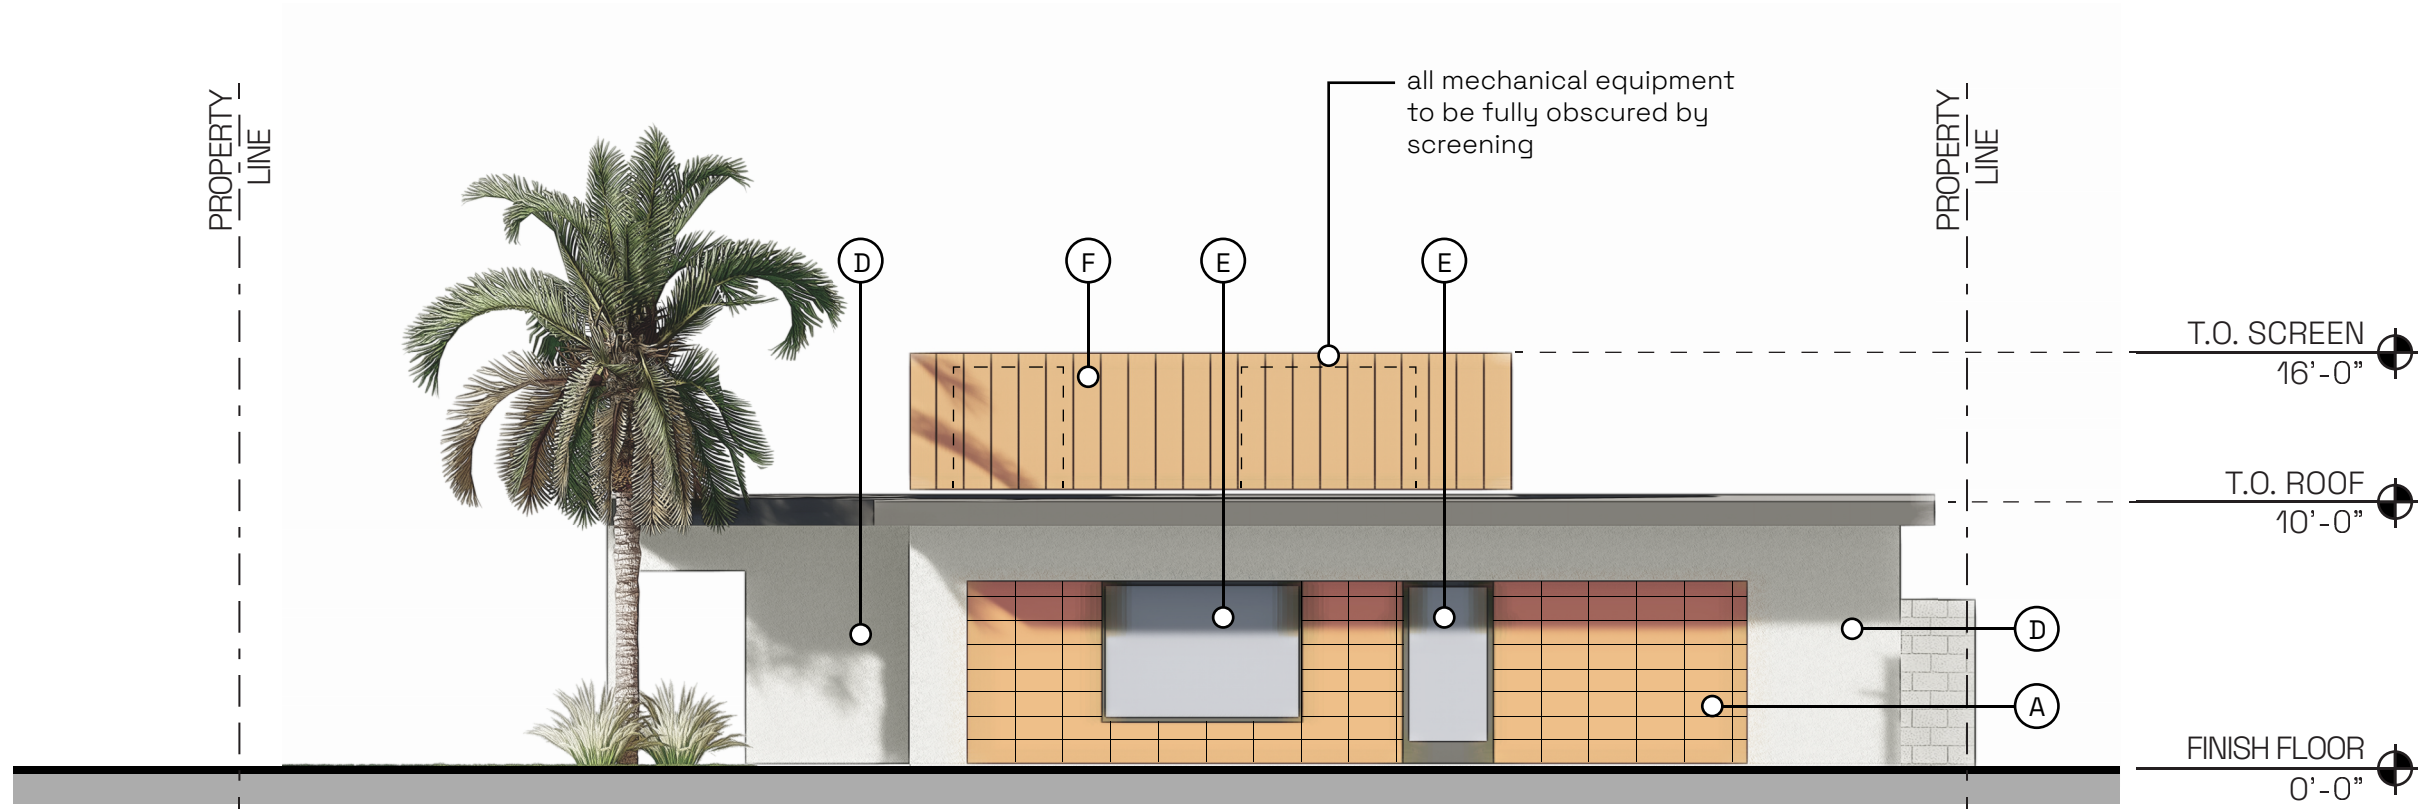 PROPERTY
LINE
all mechanical equipment
to be fully obscured by
screening
PROPERTY
LINE
D
F
E
E
T.O. SCREEN
16'-0"
T.O. ROOF
10'-0"
D
A
FINISH FLOOR
0'-0"